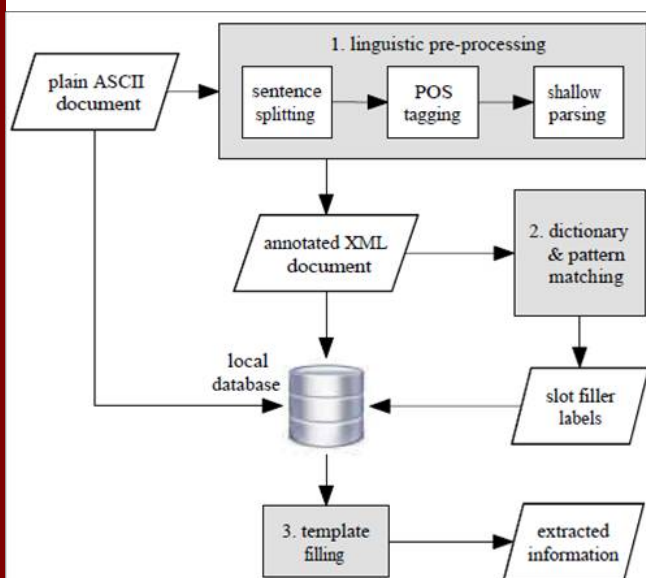 1. linguistic pre-processing
plain ASCII
document
sentence
splitting
POS
tagging
shallow
parsing
annotated XML
document
2. dictionary
& pattern
matching
local
database
slot filler
labels
3. template
filling
extracted
information